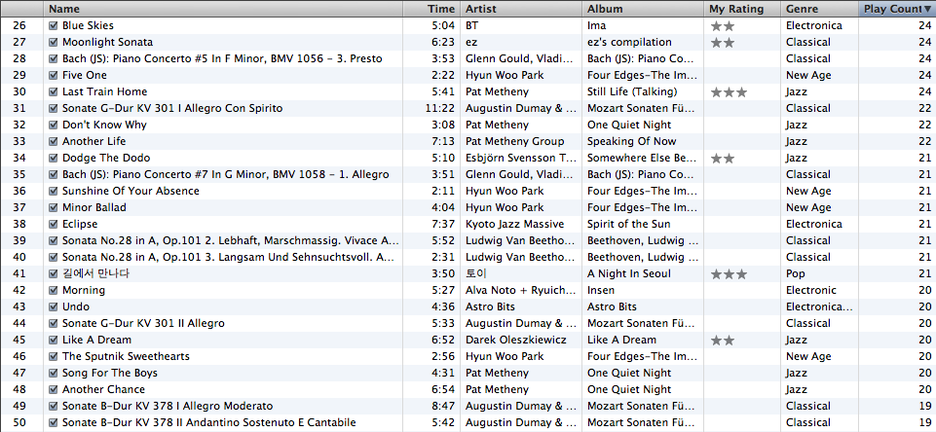 Name Time Artist Album My Rating Genre Play Count
26 Blue Skies 5:04 BT Ima ★★ Electronica 24
27 Moonlight Sonata 6:23 ez ez's compilation ★★ Classical 24
28 Bach (JS): Piano Concerto #5 In F Minor, BMV 1056 - 3. Presto 3:53 Glenn Gould, Vladi... Bach (JS): Piano Co... Classical 24
29 Five One 2:22 Hyun Woo Park Four Edges-The Im... New Age 24
30 Last Train Home 5:41 Pat Metheny Still Life (Talking) ★★★ Jazz 24
31 Sonate G-Dur KV 301 I Allegro Con Spirito 11:22 Augustin Dumay & ... Mozart Sonaten Fü... Classical 22
32 Don't Know Why 3:08 Pat Metheny One Quiet Night Jazz 22
33 Another Life 7:13 Pat Metheny Group Speaking Of Now Jazz 22
34 Dodge The Dodo 5:10 Esbjörn Svensson T... Somewhere Else Be... ★★ Jazz 21
35 Bach (JS): Piano Concerto #7 In G Minor, BMV 1058 - 1. Allegro 3:51 Glenn Gould, Vladi... Bach (JS): Piano Co... Classical 21
36 Sunshine Of Your Absence 2:11 Hyun Woo Park Four Edges-The Im... New Age 21
37 Minor Ballad 4:04 Hyun Woo Park Four Edges-The Im... New Age 21
38 Eclipse 7:37 Kyoto Jazz Massive Spirit of the Sun Electronica 21
39 Sonata No.28 in A, Op.101 2. Lebhaft, Marschmassig. Vivace A... 5:52 Ludwig Van Beetho... Beethoven, Ludwig ... Classical 21
40 Sonata No.28 in A, Op.101 3. Langsam Und Sehnsuchtsvoll. A... 2:31 Ludwig Van Beetho... Beethoven, Ludwig ... Classical 21
41 길에서 만나다 3:50 토이 A Night In Seoul ★★★ Pop 21
42 Morning 5:27 Alva Noto + Ryuich... Insen Electronic 20
43 Undo 4:36 Astro Bits Astro Bits Electronica... 20
44 Sonate G-Dur KV 301 II Allegro 5:33 Augustin Dumay & ... Mozart Sonaten Fü... Classical 20
45 Like A Dream 6:52 Darek Oleszkiewicz Like A Dream ★★ Jazz 20
46 The Sputnik Sweethearts 2:56 Hyun Woo Park Four Edges-The Im... New Age 20
47 Song For The Boys 4:31 Pat Metheny One Quiet Night Jazz 20
48 Another Chance 6:54 Pat Metheny One Quiet Night Jazz 20
49 Sonate B-Dur KV 378 I Allegro Moderato 8:47 Augustin Dumay & ... Mozart Sonaten Fü... Classical 19
50 Sonate B-Dur KV 378 II Andantino Sostenuto E Cantabile 5:42 Augustin Dumay & ... Mozart Sonaten Fü... Classical 19